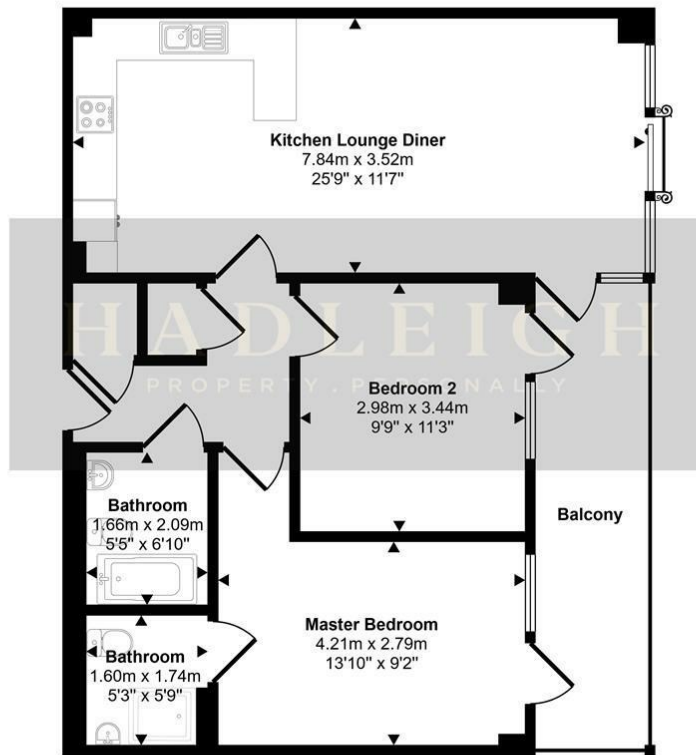 Kitchen Lounge Diner
7.84m x 3.52m
25'9" x 11'7"
HADLEIGH
PROPERTY. PERSONALLY
Bedroom 2
2.98m x 3.44m
9'9" x 11'3"
Bathroom
1.66m x 2.09m
5'5" x 6'10"
Balcony
Master Bedroom
4.21m x 2.79m
13'10" x 9'2"
Bathroom
1.60m x 1.74m
5'3" x 5'9"